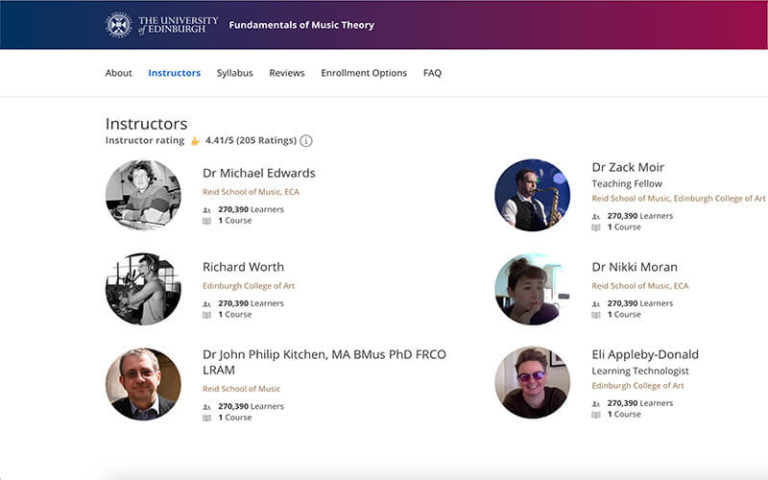 THE UNIVERSITY
of EDINBURGH
Fundamentals of Music Theory
About Instructors Syllabus Reviews Enrollment Options FAQ
Instructors
Instructor rating 4.41/5 (205 Ratings)
Dr Michael Edwards
Reid School of Music, ECA
270,390 Learners
1 Course
Dr Zack Moir
Teaching Fellow
Reid School of Music, Edinburgh College of Art
270,390 Learners
1 Course
Richard Worth
Edinburgh College of Art
270,390 Learners
1 Course
Dr Nikki Moran
Reid School of Music, ECA
270,390 Learners
1 Course
Dr John Philip Kitchen, MA BMus PhD FRCO
LRAM
Reid School of Music
270,390 Learners
1 Course
Eli Appleby-Donald
Learning Technologist
Edinburgh College of Art
270,390 Learners
1 Course